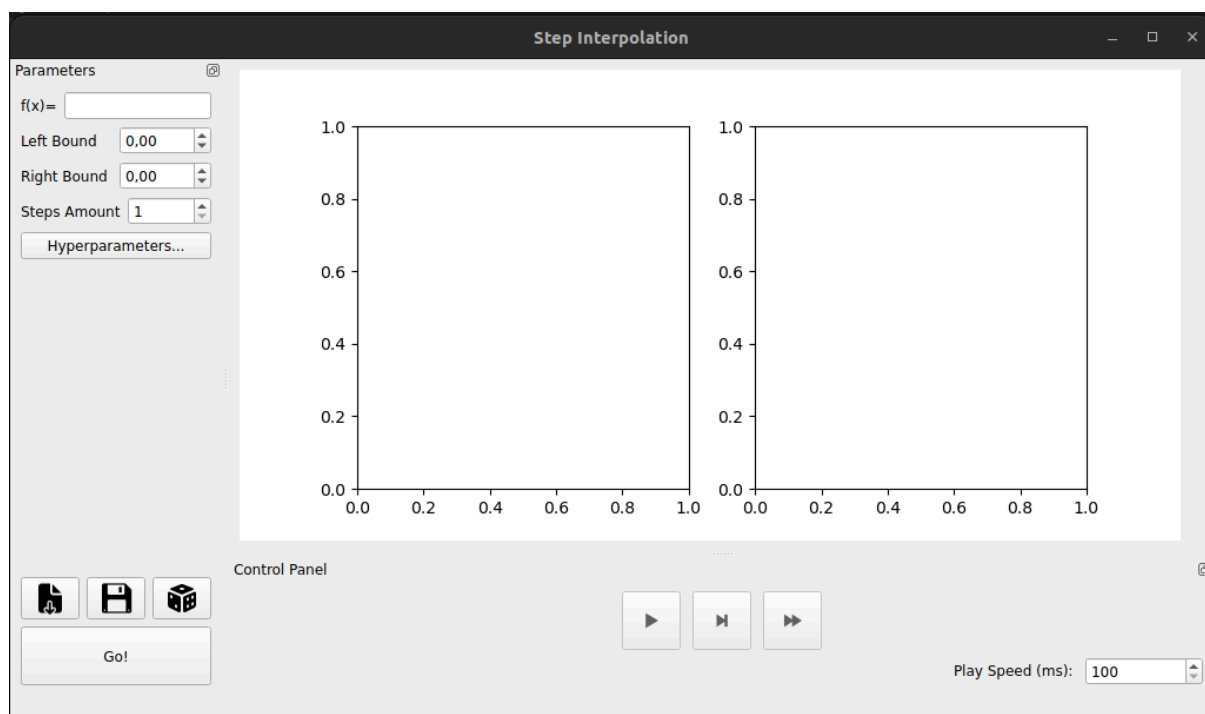 Step Interpolation
Parameters
f(x)=
Left Bound 0,00
Right Bound 0,00
Steps Amount 1
Hyperparameters...
1.0 1.0
0.8 0.8
0.6 0.6
0.4 0.4
0.2 0.2
0.0 0.0
0.0 0.2 0.4 0.6 0.8 1.0 0.0 0.2 0.4 0.6 0.8 1.0
Control Panel
Go!
Play Speed (ms): 100